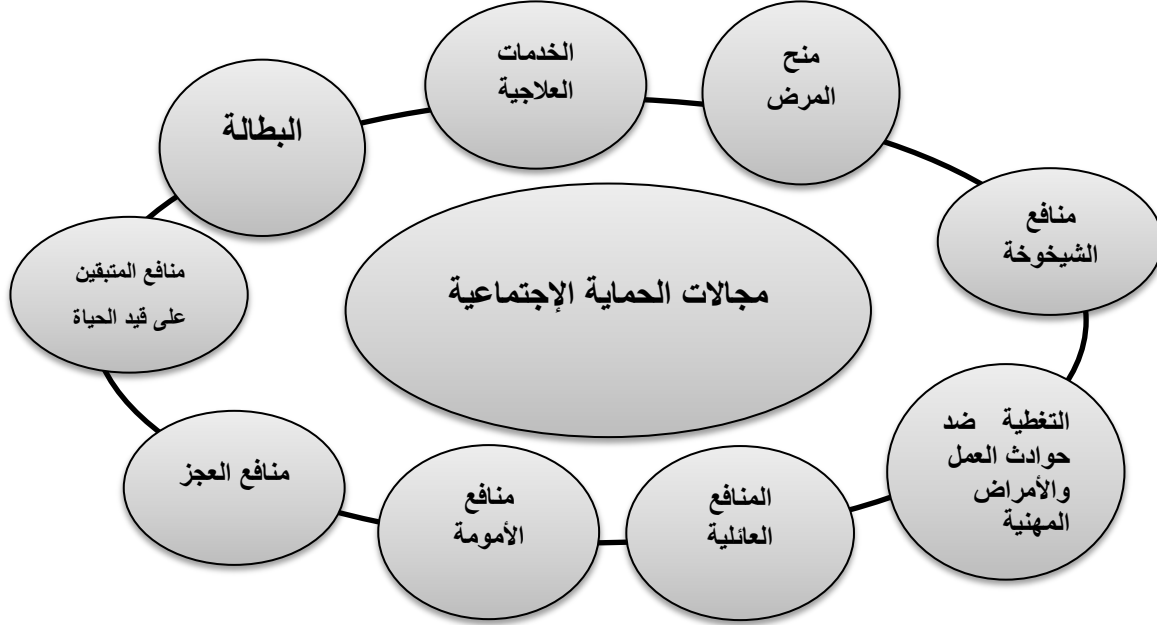 الخدمات
العلاجية
منح
المرض
البطالة
منافع
الشيخوخة
منافع المتبقين
على قيد الحياة
مجالات الحماية الإجتماعية
التغطية ضد
حوادث العمل
والأمراض
المهنية
منافع العجز
منافع
الأمومة
المنافع
العائلية